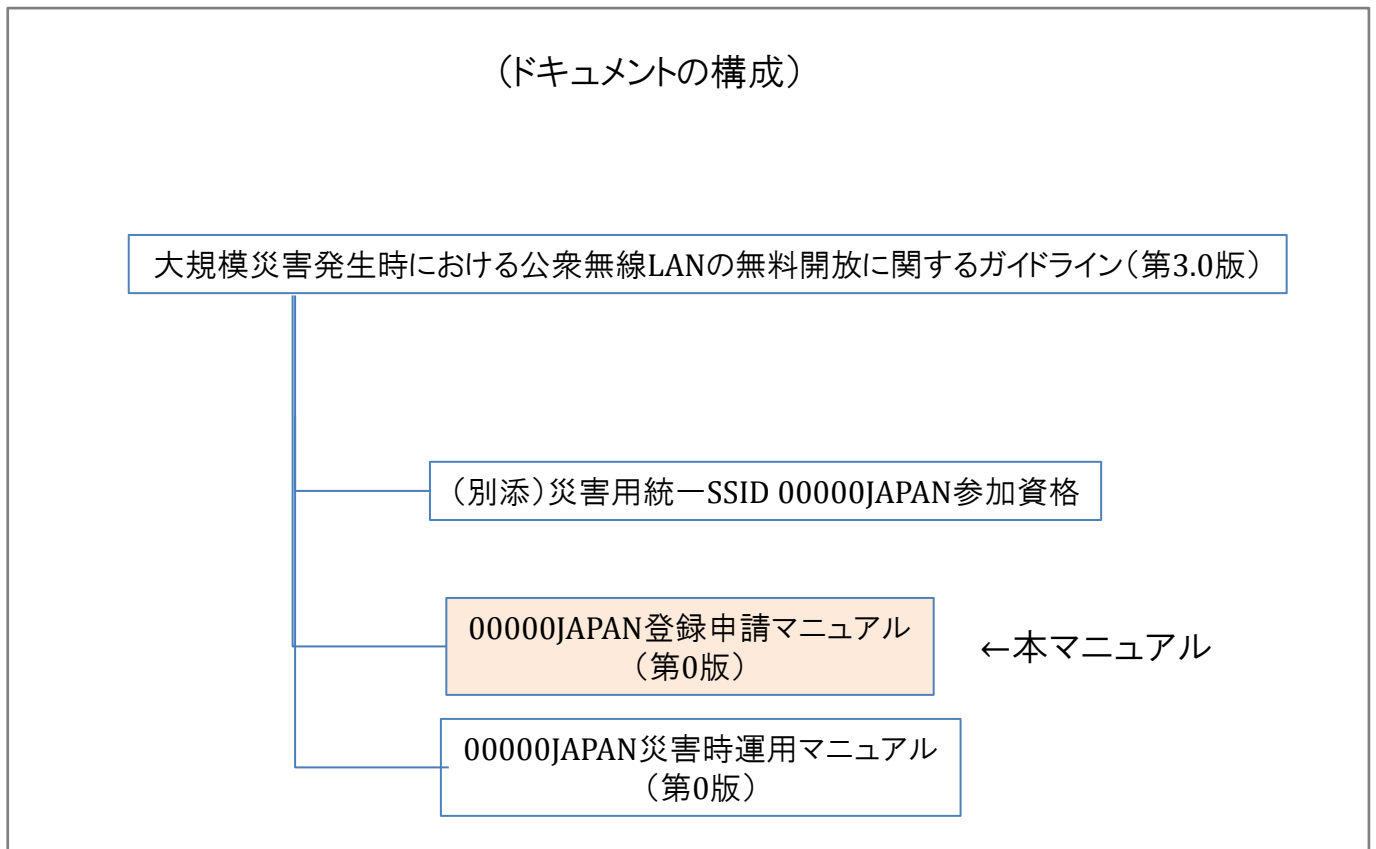 （ドキュメントの構成）
大規模災害発生時における公衆無線LANの無料開放に関するガイドライン（第3.0版）
（別添）災害用統一SSID 00000JAPAN参加資格
00000JAPAN登録申請マニュアル
（第0版）
←本マニュアル
00000JAPAN災害時運用マニュアル
（第0版）